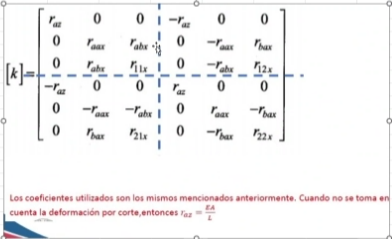 r_az 0 0 -r_az 0 0
0 r_aax r_abx 0 -r_aax r_bax
[k]= 0 r_abx r_11x 0 -r_abx r_12x
-r_az 0 0 r_az 0 0
0 -r_aax -r_abx 0 r_aax -r_bax
0 r_bax r_21x 0 -r_bax r_22x
Los coeficientes utilizados son los mismos mencionados anteriormente. Cuando no se toma en
cuenta la deformación por corte,entonces r_az = EA/L